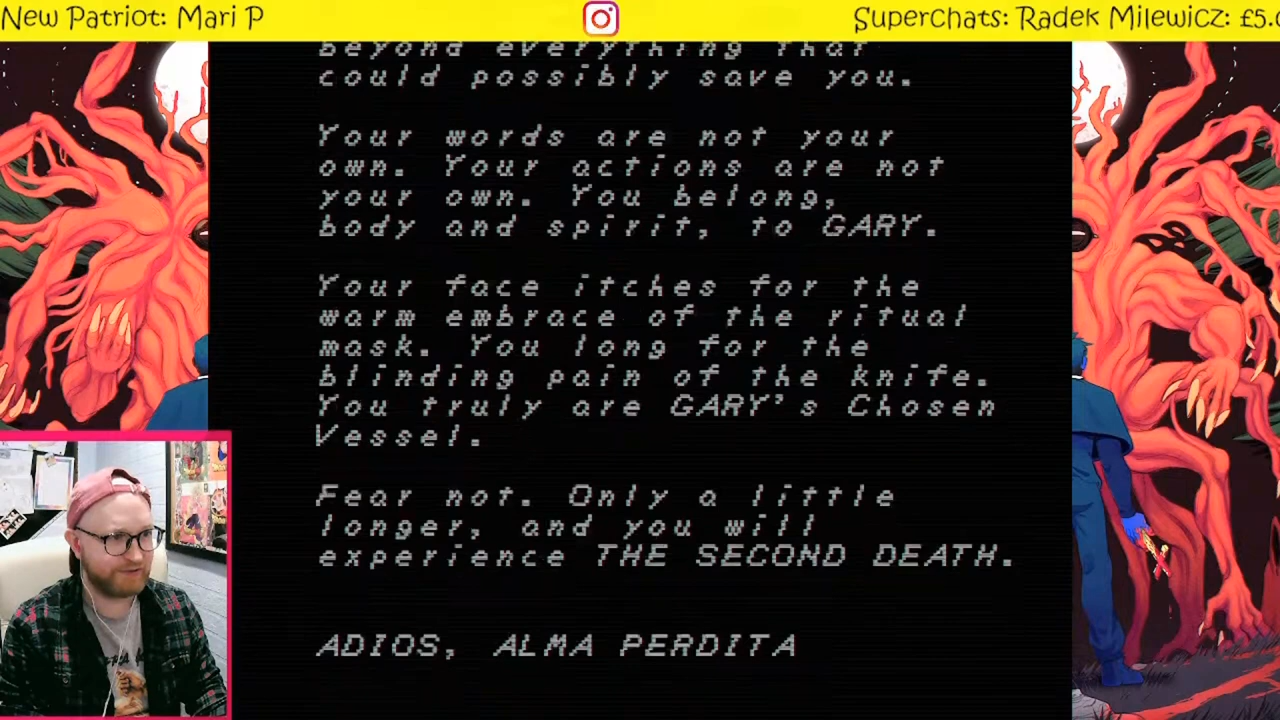 New Patriot: Mari P
Superchats: Radek Milewicz: £5.
beyond everything that
could possibly save you.
Your words are not your
own. Your actions are not
your own. You belong,
body and spirit, to GARY.
Your face itches for the
warm embrace of the ritual
mask. You long for the
blinding pain of the knife.
You truly are GARY's Chosen
Vessel.
Fear not. Only a little
longer, and you will
experience THE SECOND DEATH.
ADIOS, ALMA PERDITA